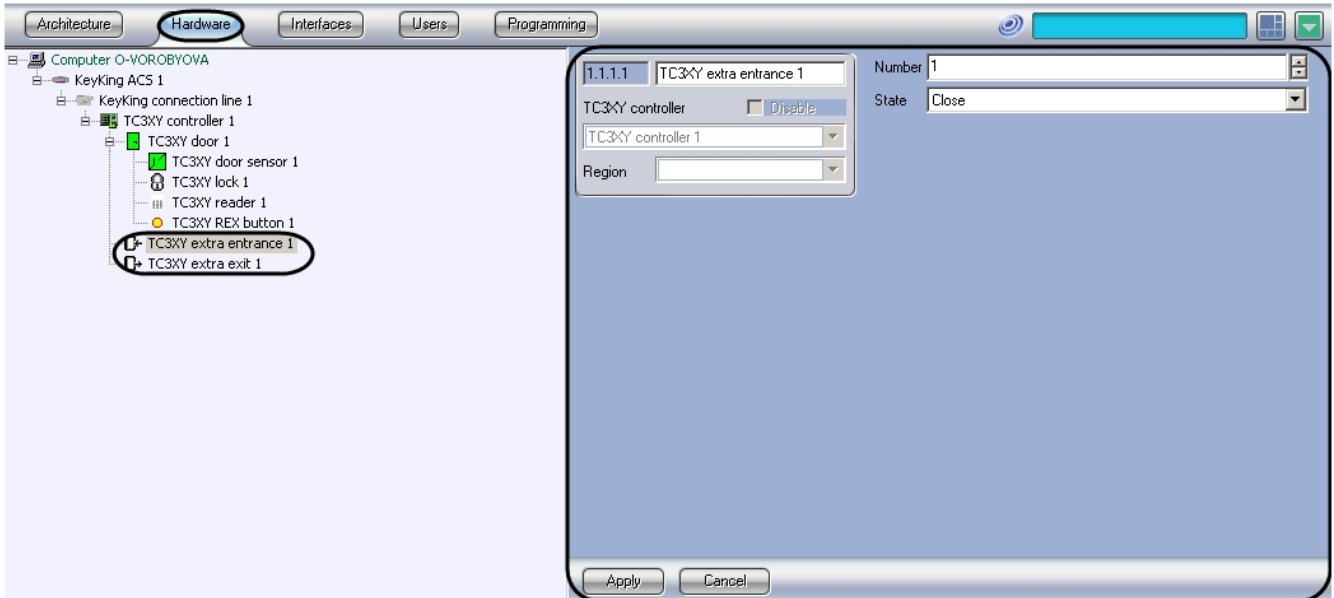 Architecture Hardware Interfaces Users Programming
Computer O-VOROBYOVA
KeyKing ACS 1
KeyKing connection line 1
TC3XY controller 1
TC3XY door 1
TC3XY door sensor 1
TC3XY lock 1
TC3XY reader 1
TC3XY REX button 1
TC3XY extra entrance 1
TC3XY extra exit 1
1.1.1.1 TC3XY extra entrance 1
TC3XY controller Disable
TC3XY controller 1
Region
Number 1
State Close
Apply Cancel